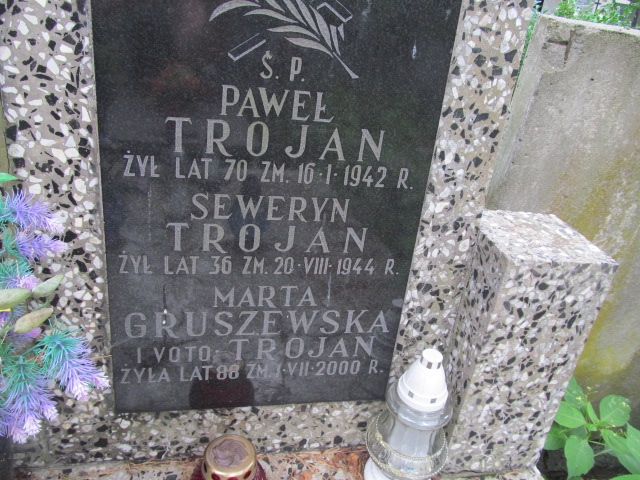 Ś. P.
PAWEŁ
TROJAN
ŻYŁ LAT 70 ZM. 16·I·1942 R.
SEWERYN
TROJAN
ŻYŁ LAT 36 ZM. 20·VIII·1944 R.
MARTA
GRUSZEWSKA
I VOTO· TROJAN
ŻYŁA LAT 88 ZM. 1·VII·2000 R.